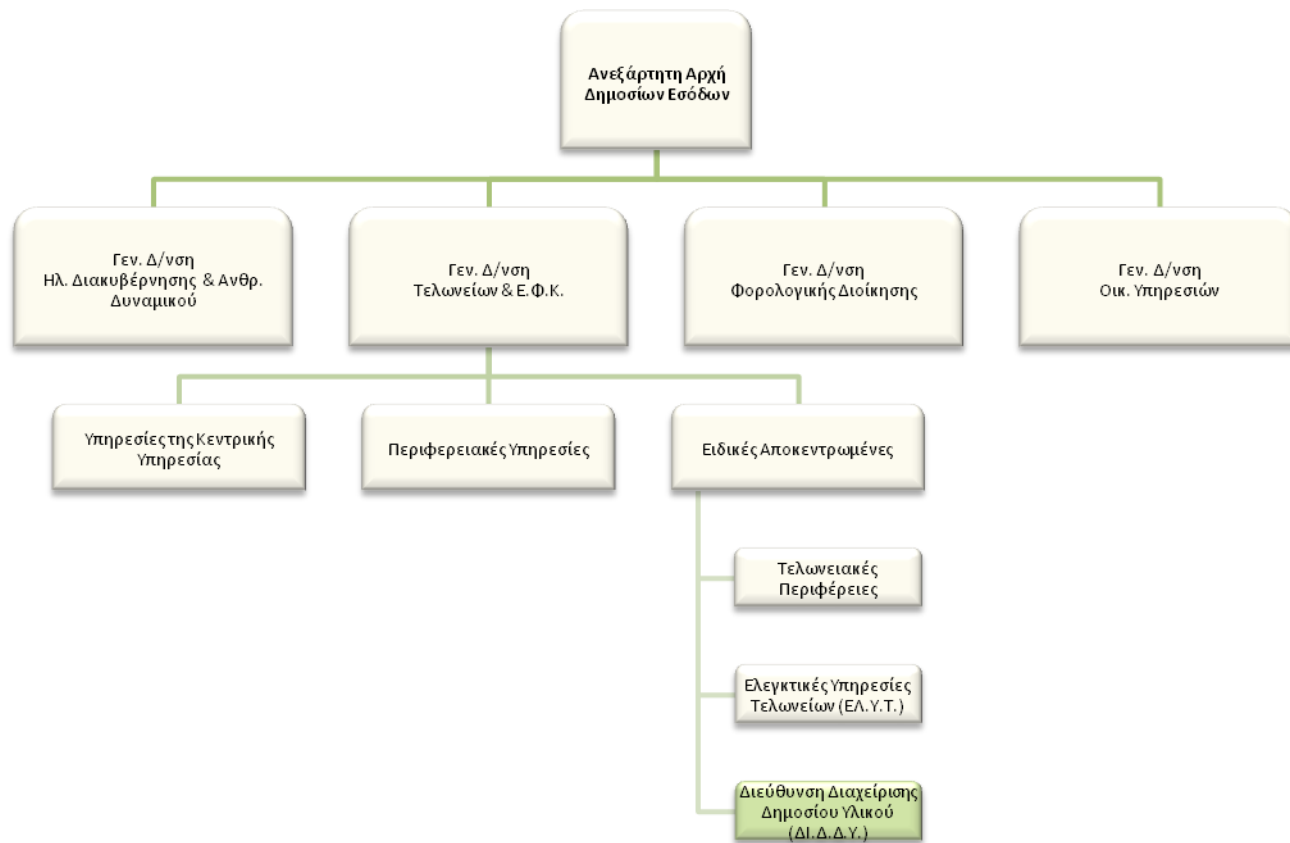 Ανεξάρτητη Αρχή
Δημοσίων Εσόδων
Γεν. Δ/νση
Ηλ. Διακυβέρνησης & Ανθρ.
Δυναμικού
Γεν. Δ/νση
Τελωνείων & Ε.Φ.Κ.
Γεν. Δ/νση
Φορολογικής Διοίκησης
Γεν. Δ/νση
Οικ. Υπηρεσιών
Υπηρεσίες της Κεντρικής
Υπηρεσίας
Περιφερειακές Υπηρεσίες
Ειδικές Αποκεντρωμένες
Τελωνειακές
Περιφέρειες
Ελεγκτικές Υπηρεσίες
Τελωνείων (ΕΛ.Υ.Τ.)
Διεύθυνση Διαχείρισης
Δημοσίου Υλικού
(ΔΙ.Δ.Δ.Υ.)